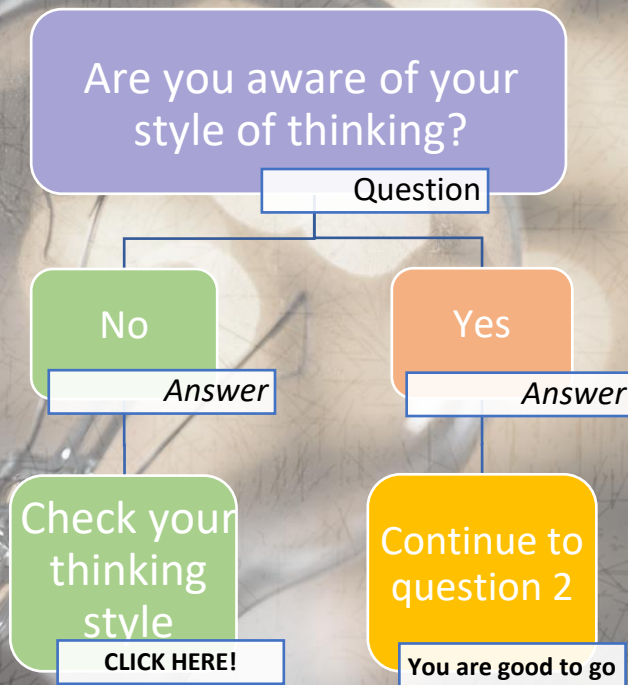 Are you aware of your
style of thinking?
Question
No
Answer
Yes
Answer
Check your
thinking
style
CLICK HERE!
Continue to
question 2
You are good to go